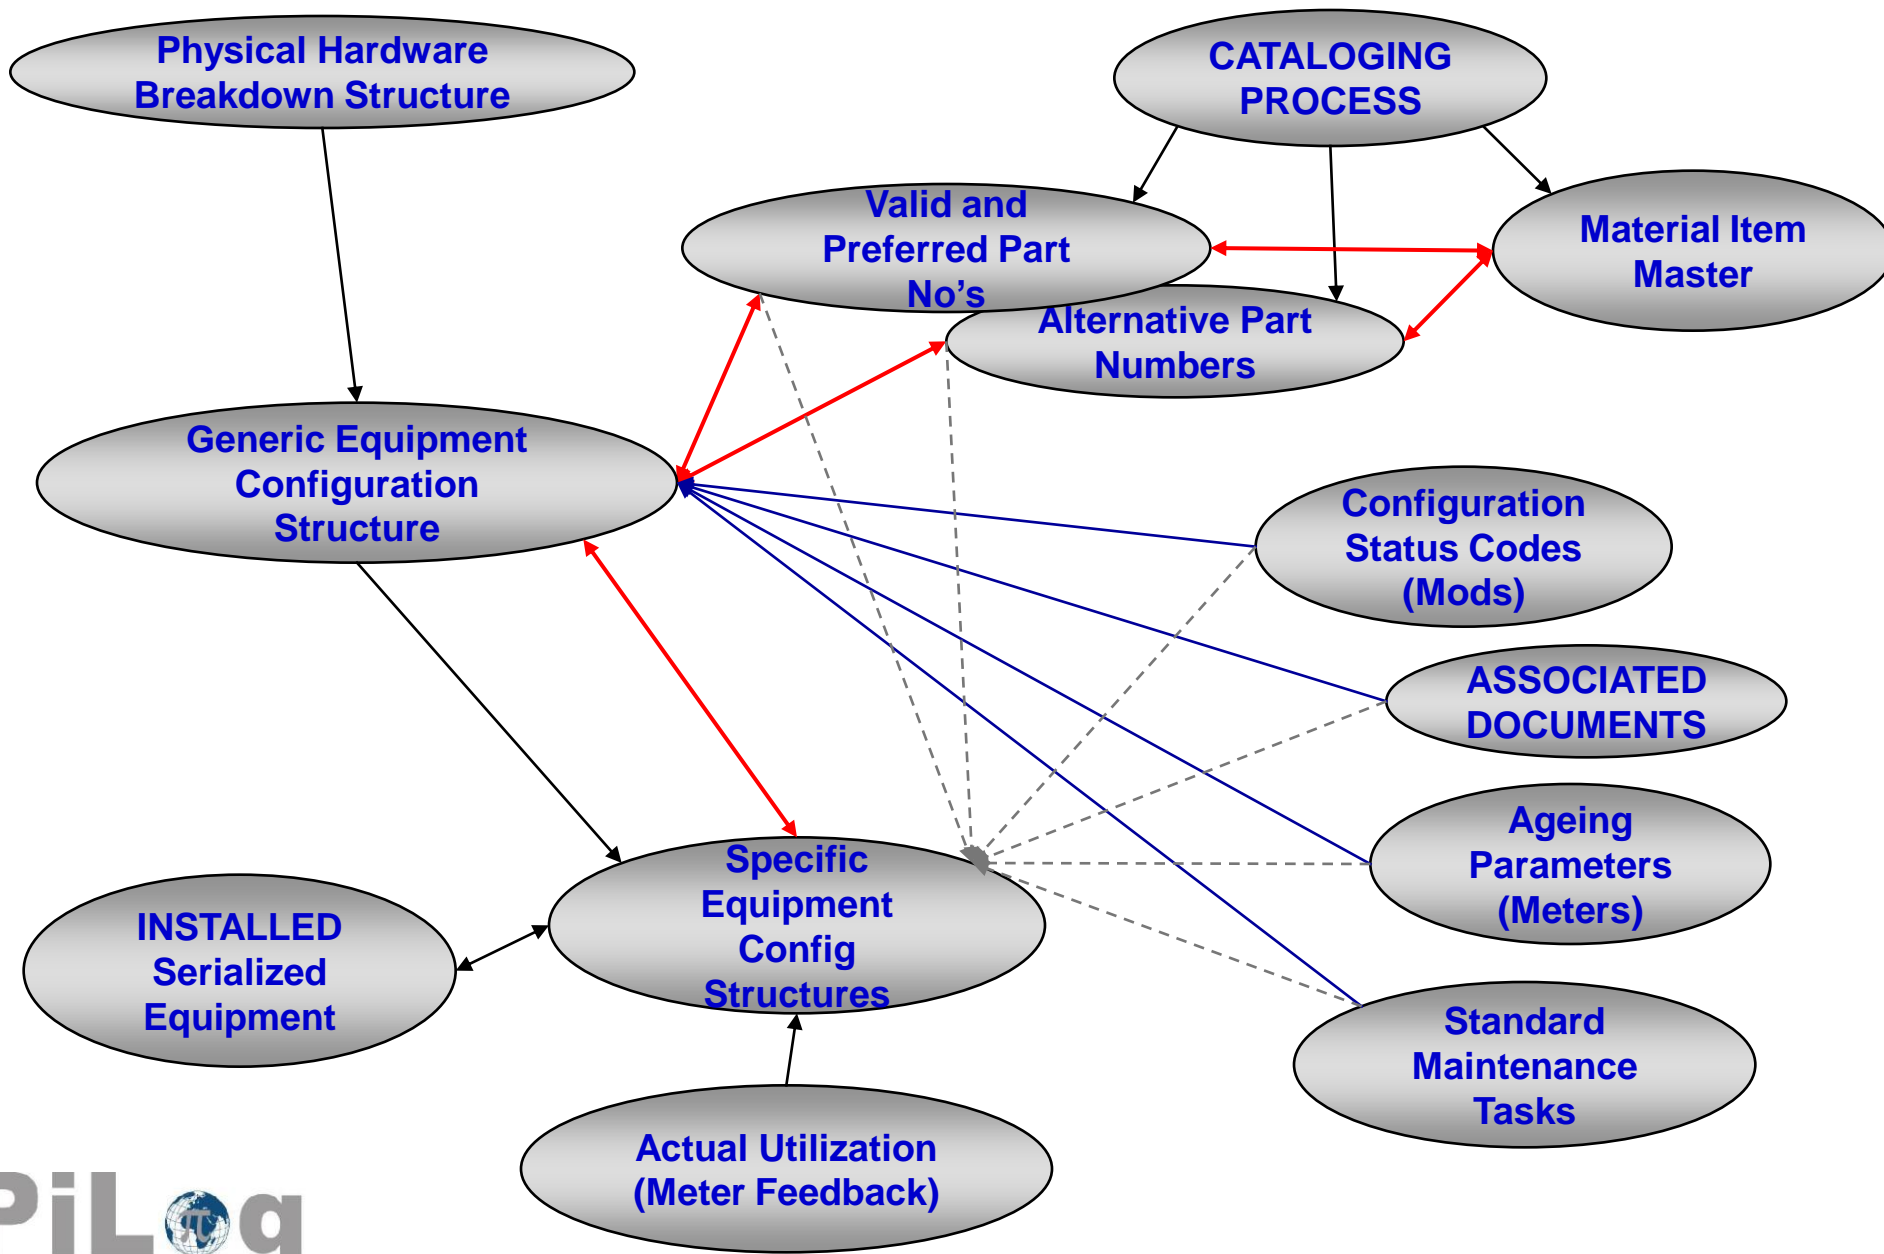 Physical Hardware
Breakdown Structure
CATALOGING
PROCESS
Valid and
Preferred Part
No's
Material Item
Master
Alternative Part
Numbers
Generic Equipment
Configuration
Structure
Configuration
Status Codes
(Mods)
ASSOCIATED
DOCUMENTS
Ageing
Parameters
(Meters)
Specific
Equipment
Config
Structures
INSTALLED
Serialized
Equipment
Standard
Maintenance
Tasks
Actual Utilization
(Meter Feedback)
PiLog